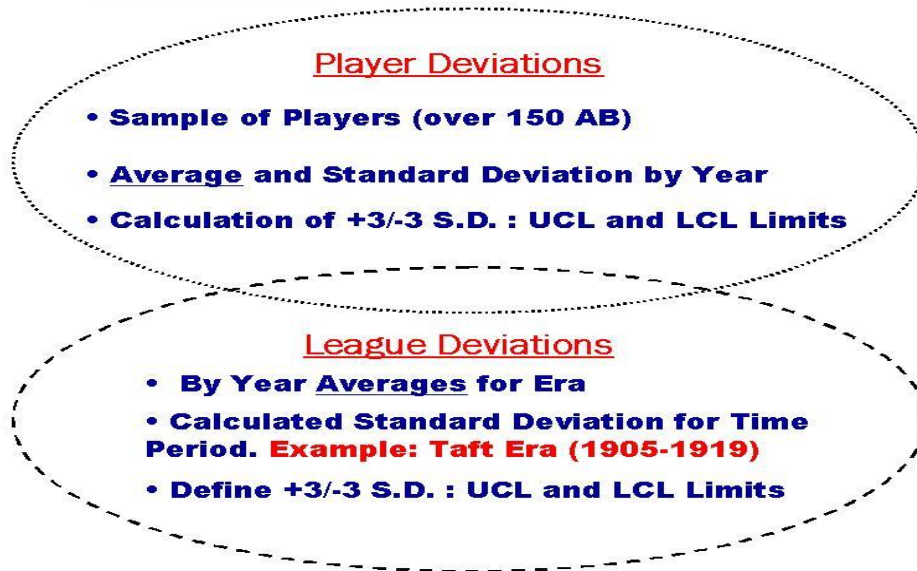 Player Deviations
• Sample of Players (over 150 AB)
• Average and Standard Deviation by Year
• Calculation of +3/-3 S.D. : UCL and LCL Limits
League Deviations
• By Year Averages for Era
• Calculated Standard Deviation for Time
Period. Example: Taft Era (1905-1919)
• Define +3/-3 S.D. : UCL and LCL Limits